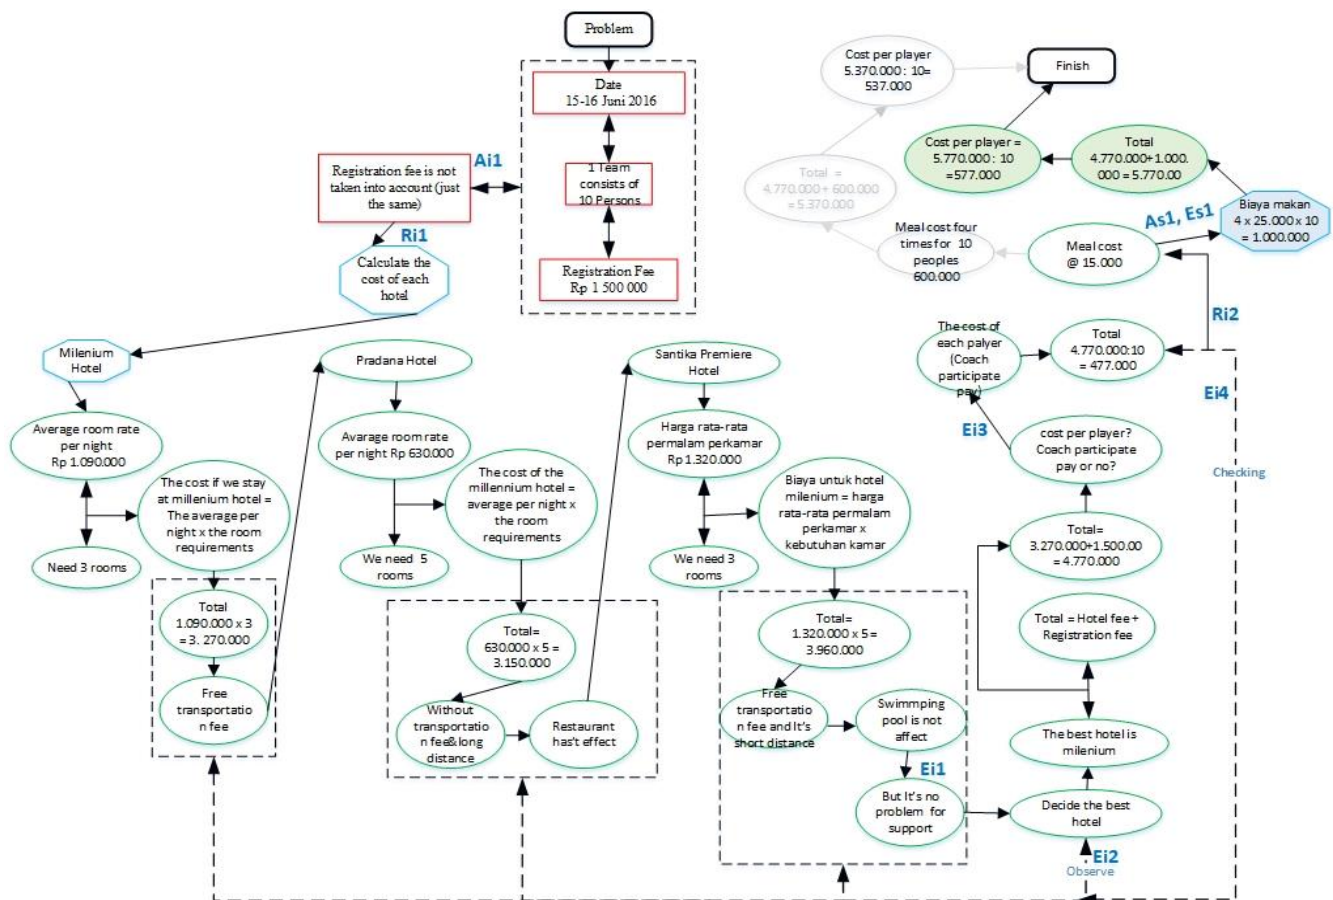 Problem
Date
15-16 Juni 2016
1 Team
consists of
10 Persons
Registration Fee
Rp 1 500 000
Ai1
Registration fee is not
taken into account (just
the same)
Ri1
Calculate the
cost of each
hotel
Milenium
Hotel
Average room rate
per night
Rp 1.090.000
Need 3 rooms
The cost if we stay
at millenium hotel =
The average per
night x the room
requirements
Total
1.090.000 x 3
= 3. 270.000
Free
transportatio
n fee
Pradana Hotel
Avarage room rate
per night Rp 630.000
We need 5
rooms
The cost of the
millennium hotel =
average per night x
the room
requirements
Total=
630.000 x 5 =
3.150.000
Without
transportatio
n fee&long
distance
Restaurant
has't effect
Santika Premiere
Hotel
Harga rata-rata
permalam perkamar
Rp 1.320.000
We need 3
rooms
Biaya untuk hotel
milenium = harga
rata-rata permalam
perkamar x
kebutuhan kamar
Total=
1.320.000 x 5 =
3.960.000
Free
transportatio
n fee and It's
short distance
Swimmping
pool is not
affect
Ei1
But It's no
problem for
support
Decide the best
hotel
Ei2
Observe
The best hotel is
milenium
Total = Hotel fee +
Registration fee
Total=
3.270.000+1.500.00
= 4.770.000
cost per player?
Coach participate
pay or no?
Ei3
The cost of
each palyer
(Coach
participate
pay)
Total
4.770.000:10
= 477.000
Ei4
Checking
Ri2
Meal cost
@ 15.000
As1, Es1
Meal cost four
times for 10
peoples
600.000
Total =
4.770.000+ 600.000
= 5.370.000
Cost per player
5.370.000 : 10=
537.000
Biaya makan
4 x 25.000 x 10
= 1.000.000
Total
4.770.000+1.000.
000 = 5.770.00
Cost per player =
5.770.000 : 10
=577.000
Finish